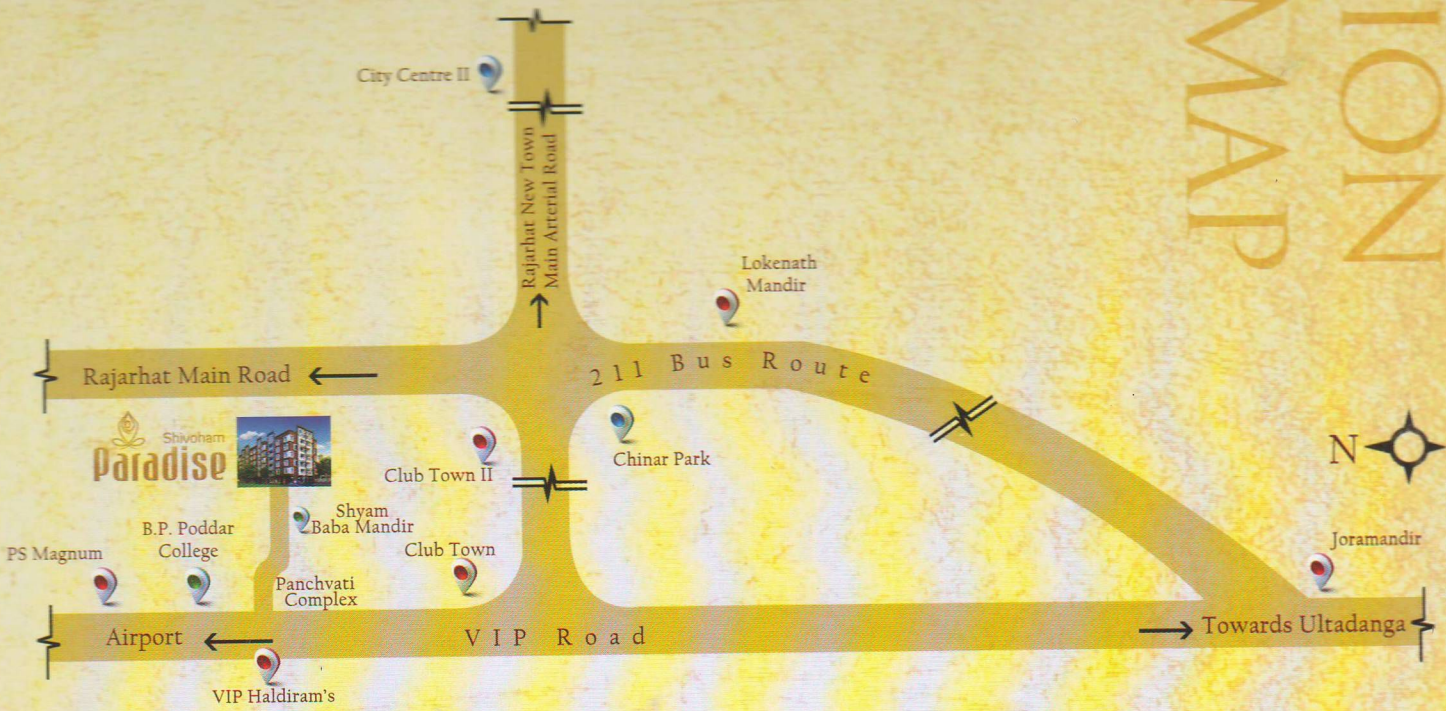 ION
MAP
City Centre II
Rajarhat New Town
Main Arterial Road
Lokenath
Mandir
Rajarhat Main Road
211 Bus Route
Shivoham
Paradise
Club Town II
Chinar Park
N
Shyam
Baba Mandir
B.P. Poddar
College
PS Magnum
Club Town
Joramandir
Panchvati
Complex
Airport
VIP Road
Towards Ultadanga
VIP Haldiram's